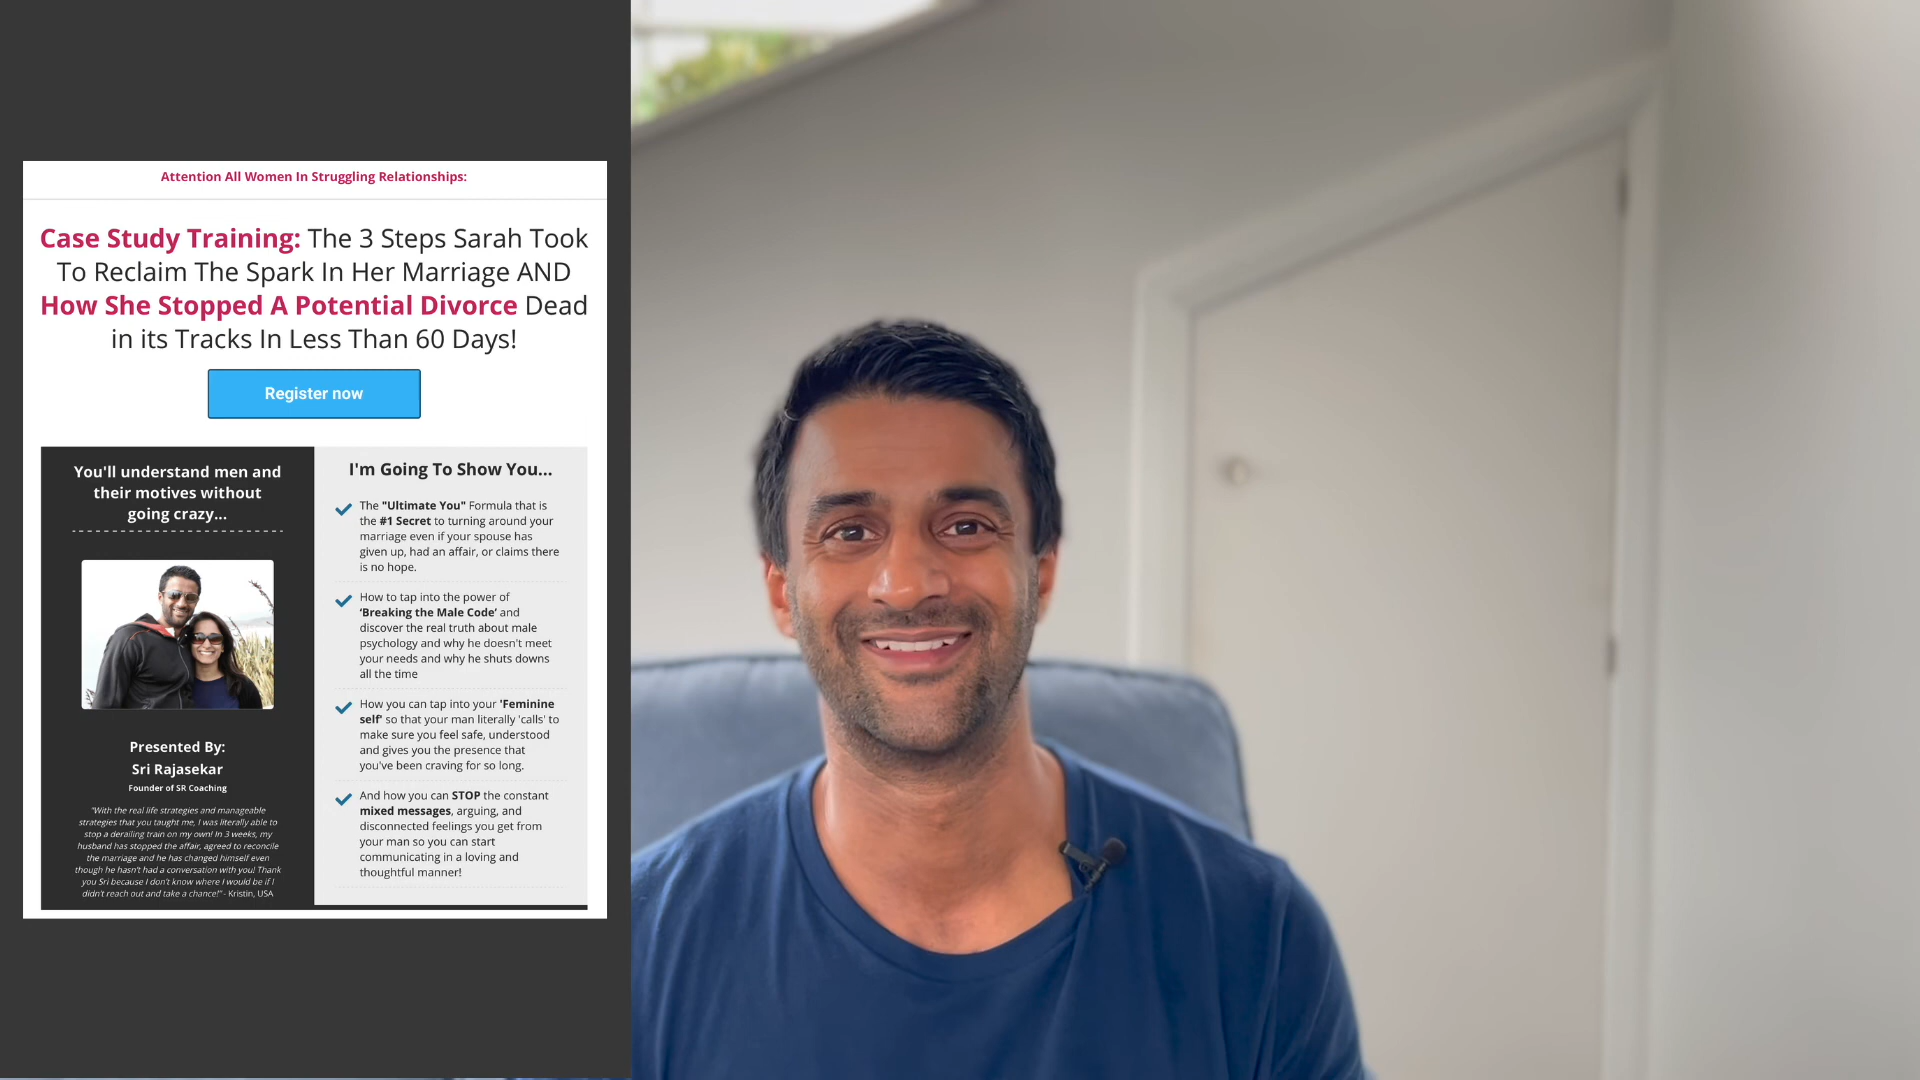 Attention All Women In Struggling Relationships:
Case Study Training: The 3 Steps Sarah Took
To Reclaim The Spark In Her Marriage AND
How She Stopped A Potential Divorce Dead
in its Tracks In Less Than 60 Days!
Register now
You'll understand men and
their motives without
going crazy...
Presented By:
Sri Rajasekar
Founder of SR Coaching
"With the real life strategies and manageable
strategies that you taught me, I was literally able to
stop a derailing train on my own! In 3 weeks, my
husband has stopped the affair, agreed to reconcile
the marriage and he has changed himself even
though he hasn't had a conversation with you! Thank
you Sri because I don't know where I would be if I
didn't reach out and take a chance!" - Kristin, USA
I'm Going To Show You...
The "Ultimate You" Formula that is
the #1 Secret to turning around your
marriage even if your spouse has
given up, had an affair, or claims there
is no hope.
How to tap into the power of
‘Breaking the Male Code’ and
discover the real truth about male
psychology and why he doesn't meet
your needs and why he shuts downs
all the time
How you can tap into your 'Feminine
self' so that your man literally 'calls' to
make sure you feel safe, understood
and gives you the presence that
you've been craving for so long.
And how you can STOP the constant
mixed messages, arguing, and
disconnected feelings you get from
your man so you can start
communicating in a loving and
thoughtful manner!